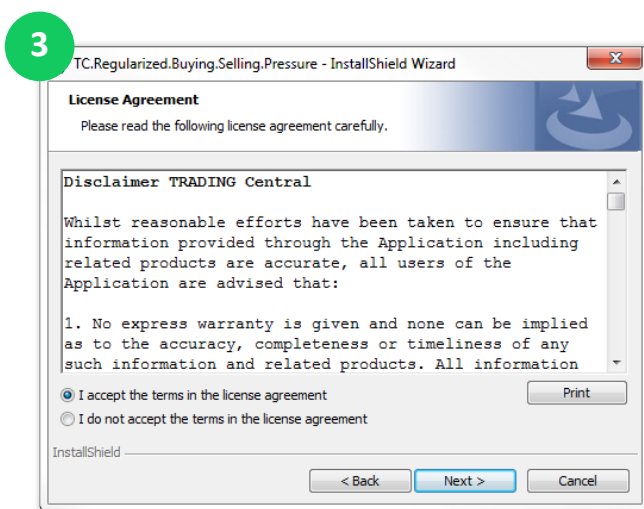 3
TC.Regularized.Buying.Selling.Pressure - InstallShield Wizard
License Agreement
Please read the following license agreement carefully.
Disclaimer TRADING Central
Whilst reasonable efforts have been taken to ensure that
information provided through the Application including
related products are accurate, all users of the
Application are advised that:
1. No express warranty is given and none can be implied
as to the accuracy, completeness or timeliness of any
such information and related products. All information
I accept the terms in the license agreement
Print
I do not accept the terms in the license agreement
InstallShield
< Back
Next >
Cancel